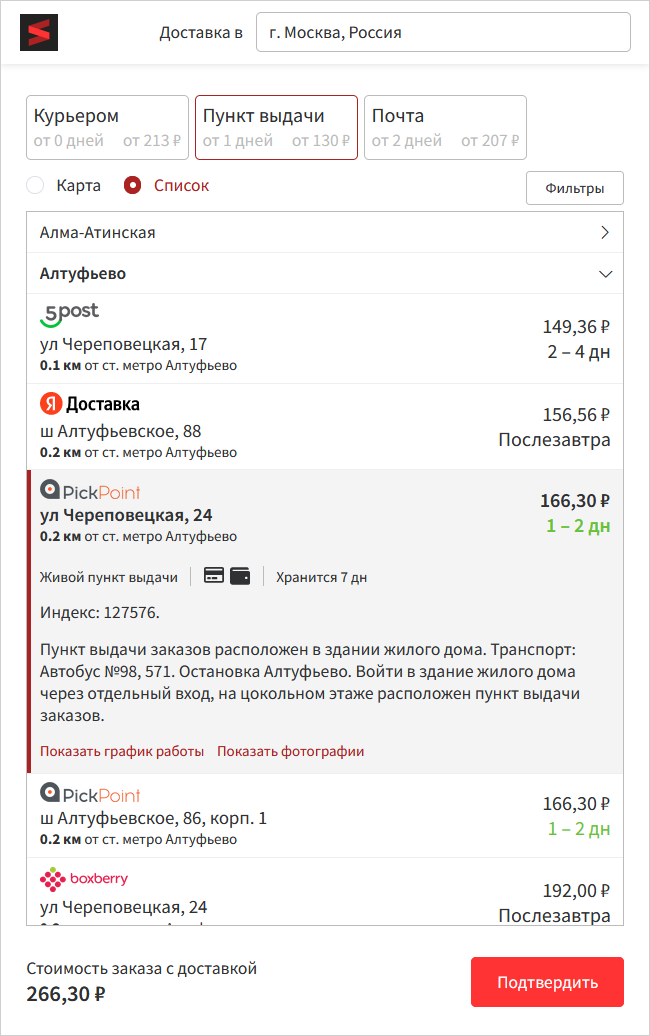 Доставка в г. Москва, Россия
Курьером
от 0 дней от 213 ₽
Пункт выдачи
от 1 дней от 130 ₽
Почта
от 2 дней от 207 ₽
Карта Список Фильтры
Алма-Атинская
Алтуфьево
5post
149,36 ₽
ул Череповецкая, 17
2 – 4 дн
0.1 км от ст. метро Алтуфьево
Я Доставка
156,56 ₽
ш Алтуфьевское, 88
Послезавтра
0.2 км от ст. метро Алтуфьево
PickPoint
166,30 ₽
ул Череповецкая, 24
1 – 2 дн
0.2 км от ст. метро Алтуфьево
Живой пункт выдачи Хранится 7 дн
Индекс: 127576.
Пункт выдачи заказов расположен в здании жилого дома. Транспорт:
Автобус №98, 571. Остановка Алтуфьево. Войти в здание жилого дома
через отдельный вход, на цокольном этаже расположен пункт выдачи
заказов.
Показать график работы Показать фотографии
PickPoint
166,30 ₽
ш Алтуфьевское, 86, корп. 1
1 – 2 дн
0.2 км от ст. метро Алтуфьево
boxberry
192,00 ₽
ул Череповецкая, 24
Послезавтра
Стоимость заказа с доставкой
266,30 ₽
Подтвердить